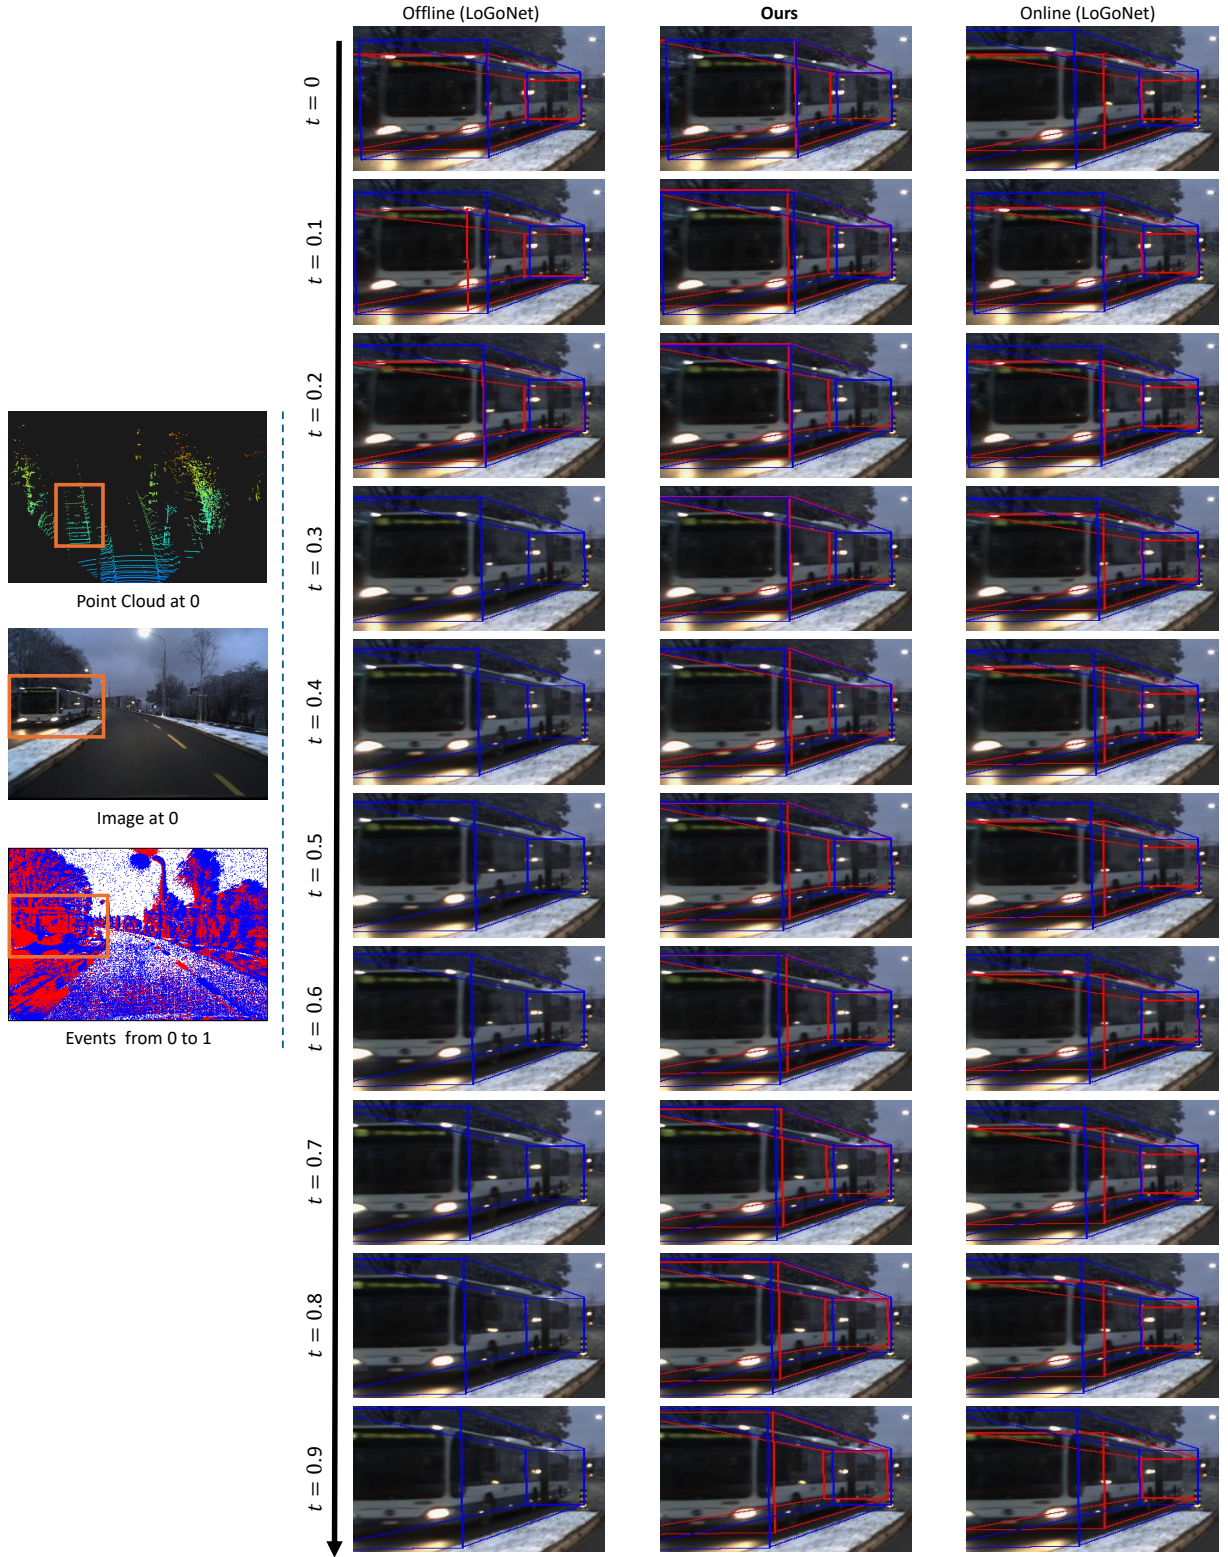 Offline (LoGoNet)
Ours
Online (LoGoNet)
t = 0
t = 0.1
t = 0.2
t = 0.3
t = 0.4
t = 0.5
t = 0.6
t = 0.7
t = 0.8
t = 0.9
Point Cloud at 0
Image at 0
Events from 0 to 1